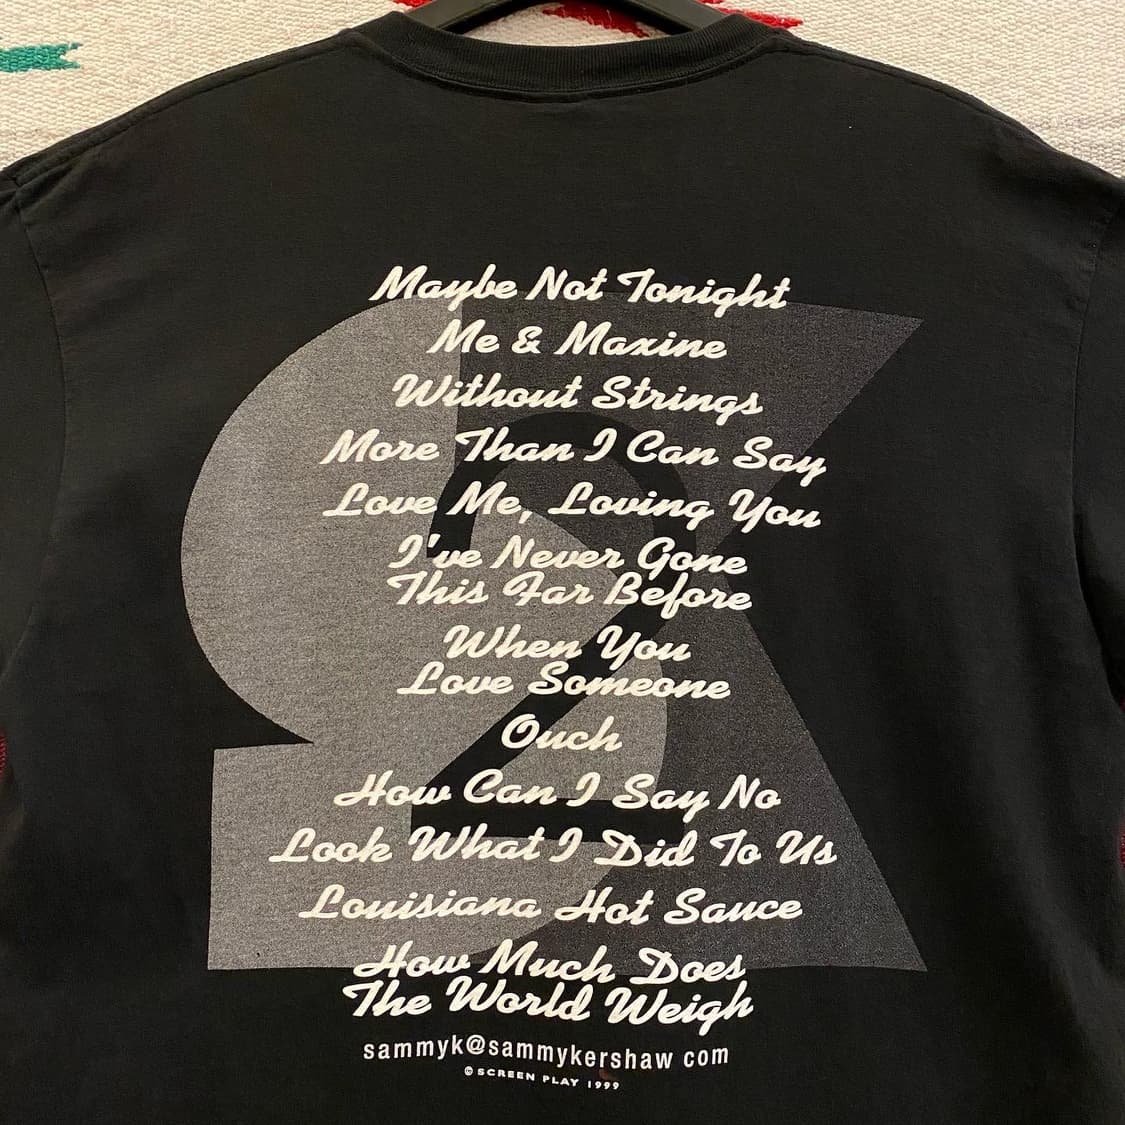 Maybe Not Tonight
Me & Maxine
Without Strings
More Than I Can Say
Love Me, Loving You
I've Never Gone
This Far Before
When You
Love Someone
Ouch
How Can I Say No
Look What I Did To Us
Louisiana Hot Sauce
How Much Does
The World Weigh
sammyk@sammykershaw com
© SCREEN PLAY 1999